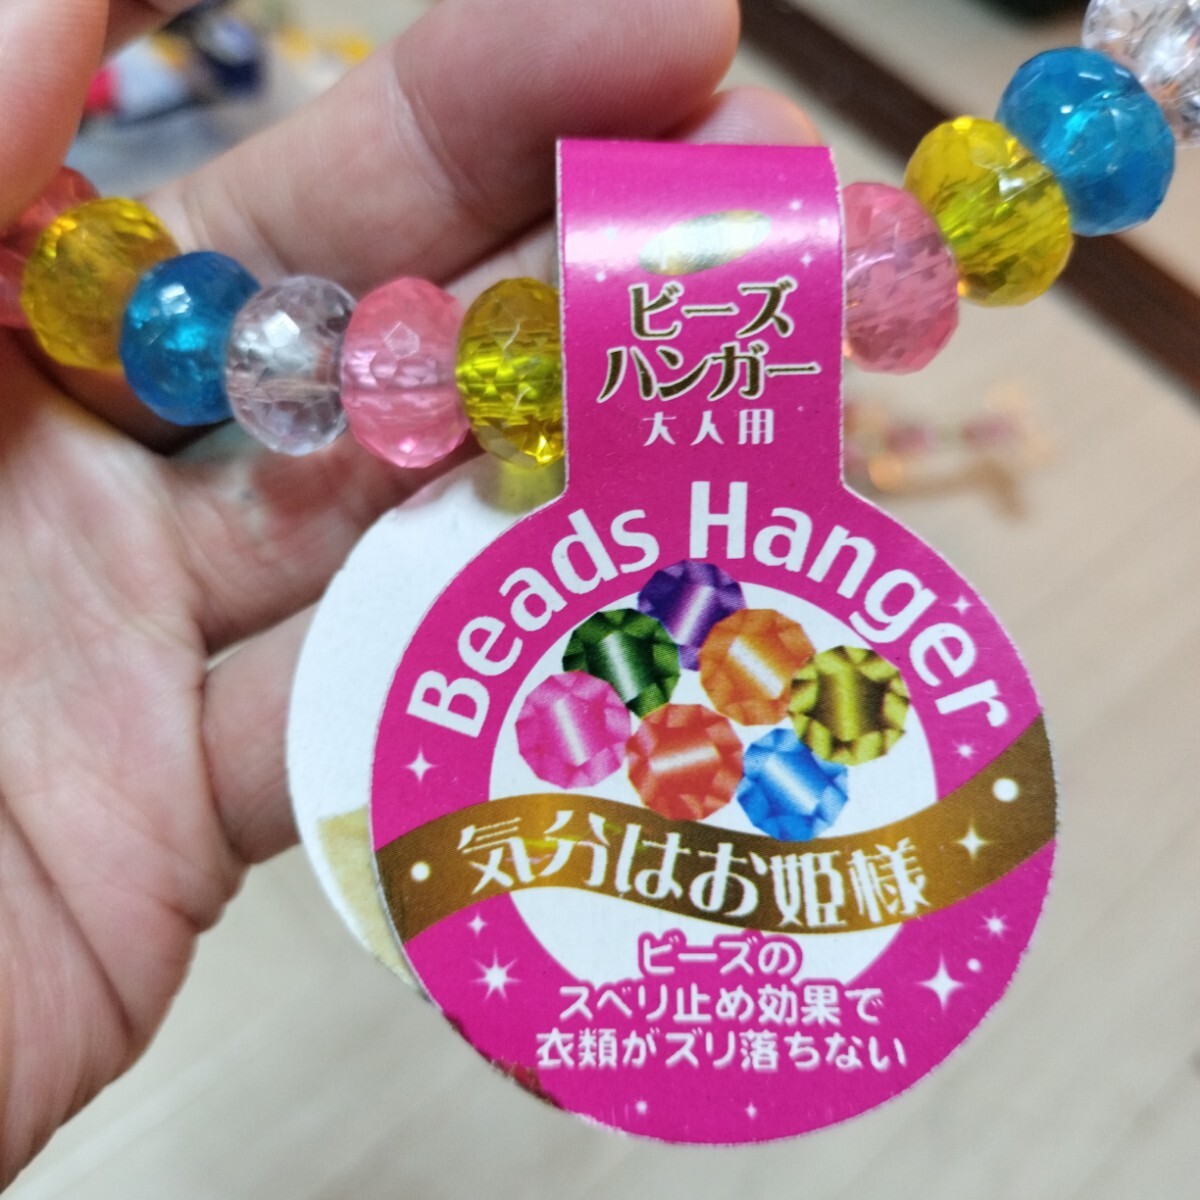 ビーズ
ハンガー
大人用
Beads Hanger
気分はお姫様
ビーズの
スベリ止め効果で
衣類がズリ落ちない